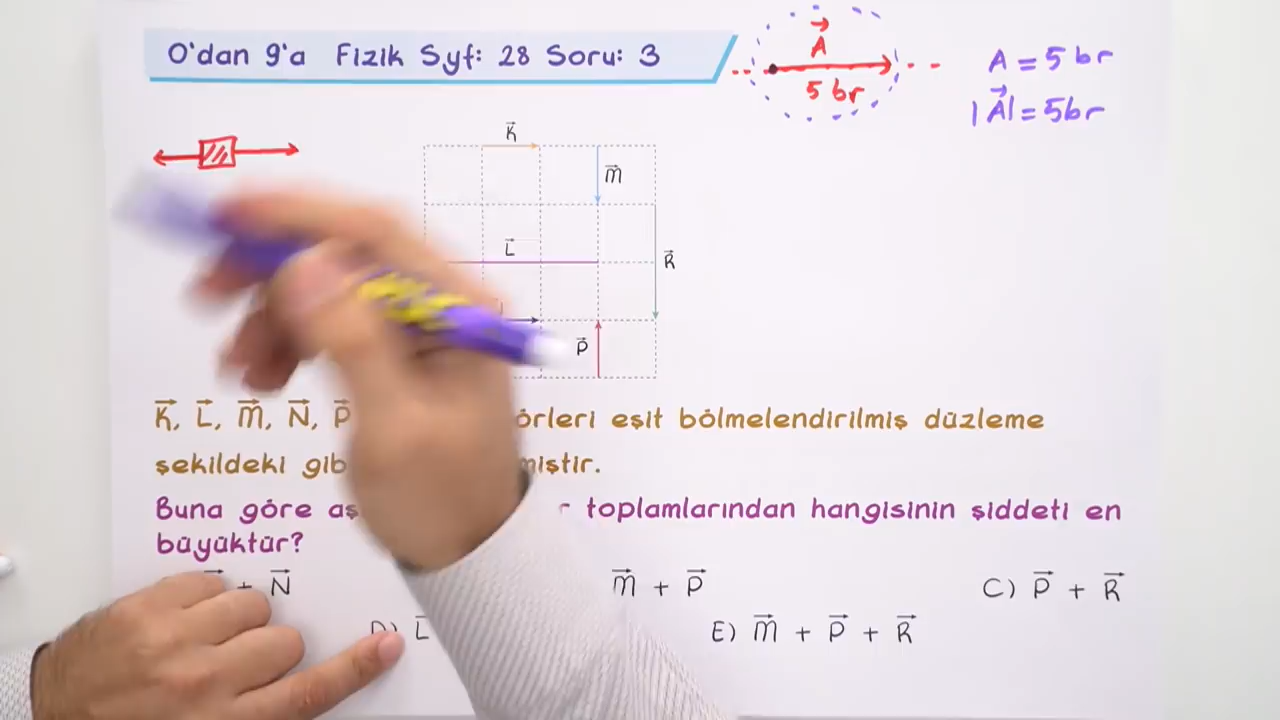 0'dan 9'a Fizik Syf: 28 Soru: 3
A
5 br
A = 5 br
|A| = 5br
K
m
L
R
P
K, L, m, N, P örleri eşit bölmelendirilmiş düzleme
şekildeki gib miştir.
Buna göre aş r toplamlarından hangisinin şiddeti en
büyüktür?
+ N
m + P
C) P + R
D) L
E) m + P + R